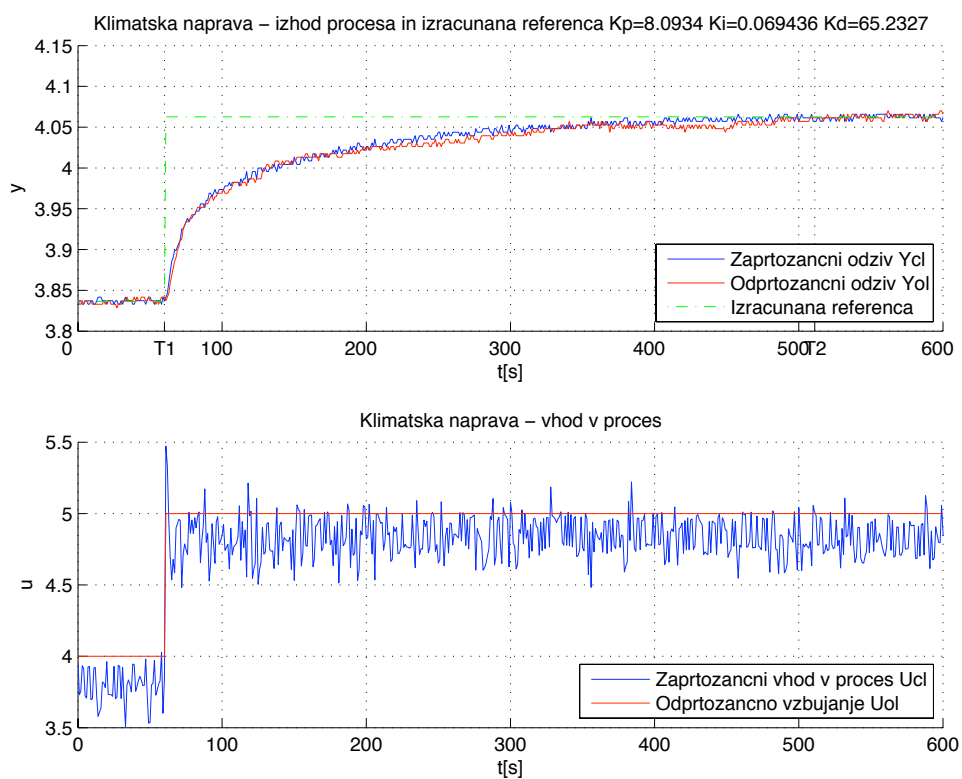 Klimatska naprava − izhod procesa in izracunana referenca Kp=8.0934 Ki=0.069436 Kd=65.2327
4.15
4.1
4.05
4
3.95
3.9
3.85
3.8
y
Zaprtozancni odziv Ycl
Odprtozancni odziv Yol
Izracunana referenca
0 T1 100 200 300 400 500 T2 600
t[s]
Klimatska naprava − vhod v proces
5.5
5
4.5
4
3.5
u
Zaprtozancni vhod v proces Ucl
Odprtozancno vzbujanje Uol
0 100 200 300 400 500 600
t[s]